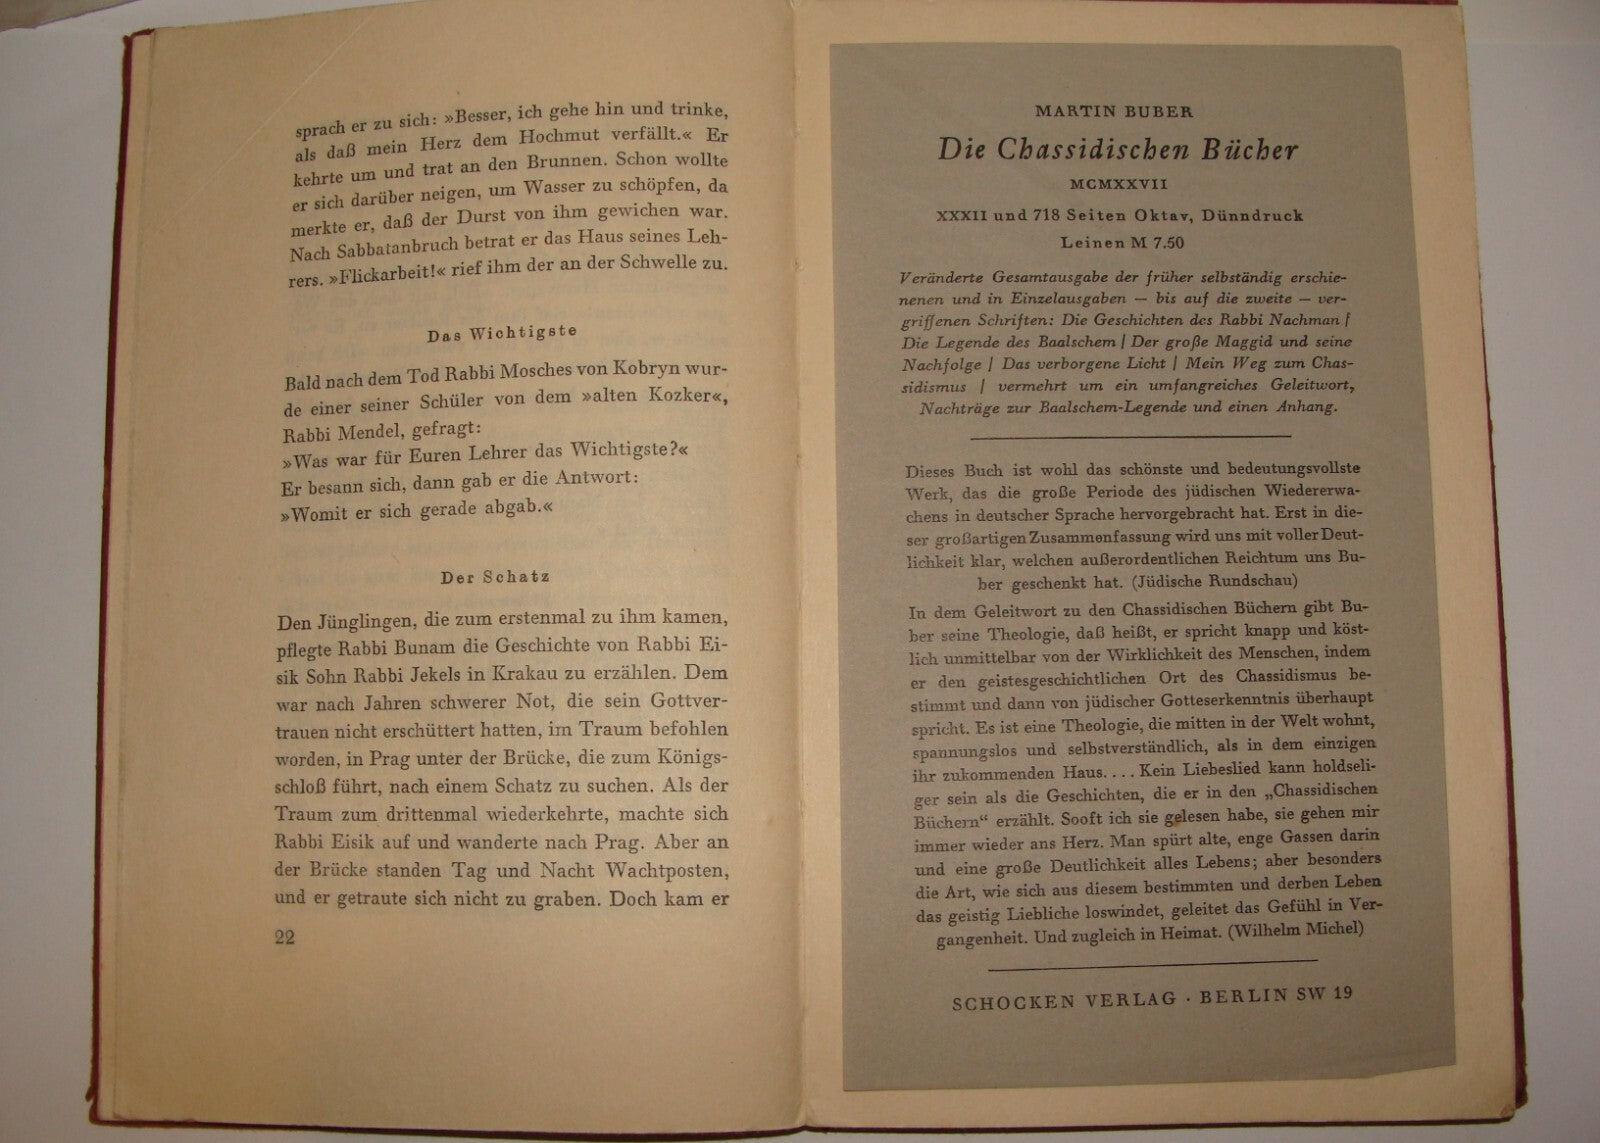 sprach er zu sich: »Besser, ich gehe hin und trinke,
als daß mein Herz dem Hochmut verfällt.« Er
kehrte um und trat an den Brunnen. Schon wollte
er sich darüber neigen, um Wasser zu schöpfen, da
merkte er, daß der Durst von ihm gewichen war.
Nach Sabbatanbruch betrat er das Haus seines Leh-
rers. »Flickarbeit!« rief ihm der an der Schwelle zu.
Das Wichtigste
Bald nach dem Tod Rabbi Mosches von Kobryn wur-
de einer seiner Schüler von dem »alten Kozker«,
Rabbi Mendel, gefragt:
»Was war für Euren Lehrer das Wichtigste?«
Er besann sich, dann gab er die Antwort:
»Womit er sich gerade abgab.«
Der Schatz
Den Jünglingen, die zum erstenmal zu ihm kamen,
pflegte Rabbi Bunam die Geschichte von Rabbi Ei-
sik Sohn Rabbi Jekels in Krakau zu erzählen. Dem
war nach Jahren schwerer Not, die sein Gottver-
trauen nicht erschüttert hatten, im Traum befohlen
worden, in Prag unter der Brücke, die zum Königs-
schloß führt, nach einem Schatz zu suchen. Als der
Traum zum drittenmal wiederkehrte, machte sich
Rabbi Eisik auf und wanderte nach Prag. Aber an
der Brücke standen Tag und Nacht Wachtposten,
und er getraute sich nicht zu graben. Doch kam er
22
MARTIN BUBER
Die Chassidischen Bücher
MCMXXVII
XXXII und 718 Seiten Oktav, Dünndruck
Leinen M 7.50
Veränderte Gesamtausgabe der früher selbständig erschie-
nenen und in Einzelausgaben — bis auf die zweite — ver-
griffenen Schriften: Die Geschichten des Rabbi Nachman /
Die Legende des Baalschem / Der große Maggid und seine
Nachfolge / Das verborgene Licht / Mein Weg zum Chas-
sidismus / vermehrt um ein umfangreiches Geleitwort,
Nachträge zur Baalschem-Legende und einen Anhang.
Dieses Buch ist wohl das schönste und bedeutungsvollste
Werk, das die große Periode des jüdischen Wiedererwa-
chens in deutscher Sprache hervorgebracht hat. Erst in die-
ser großartigen Zusammenfassung wird uns mit voller Deut-
lichkeit klar, welchen außerordentlichen Reichtum uns Bu-
ber geschenkt hat. (Jüdische Rundschau)
In dem Geleitwort zu den Chassidischen Büchern gibt Bu-
ber seine Theologie, daß heißt, er spricht knapp und köst-
lich unmittelbar von der Wirklichkeit des Menschen, indem
er den geistesgeschichtlichen Ort des Chassidismus be-
stimmt und dann von jüdischer Gotteserkenntnis überhaupt
spricht. Es ist eine Theologie, die mitten in der Welt wohnt,
spannungslos und selbstverständlich, als in dem einzigen
ihr zukommenden Haus.... Kein Liebeslied kann holdseli-
ger sein als die Geschichten, die er in den „Chassidischen
Büchern“ erzählt. Sooft ich sie gelesen habe, sie gehen mir
immer wieder ans Herz. Man spürt alte, enge Gassen darin
und eine große Deutlichkeit alles Lebens; aber besonders
die Art, wie sich aus diesem bestimmten und derben Leben
das geistig Liebliche loswindet, geleitet das Gefühl in Ver-
gangenheit. Und zugleich in Heimat. (Wilhelm Michel)
SCHOCKEN VERLAG · BERLIN SW 19